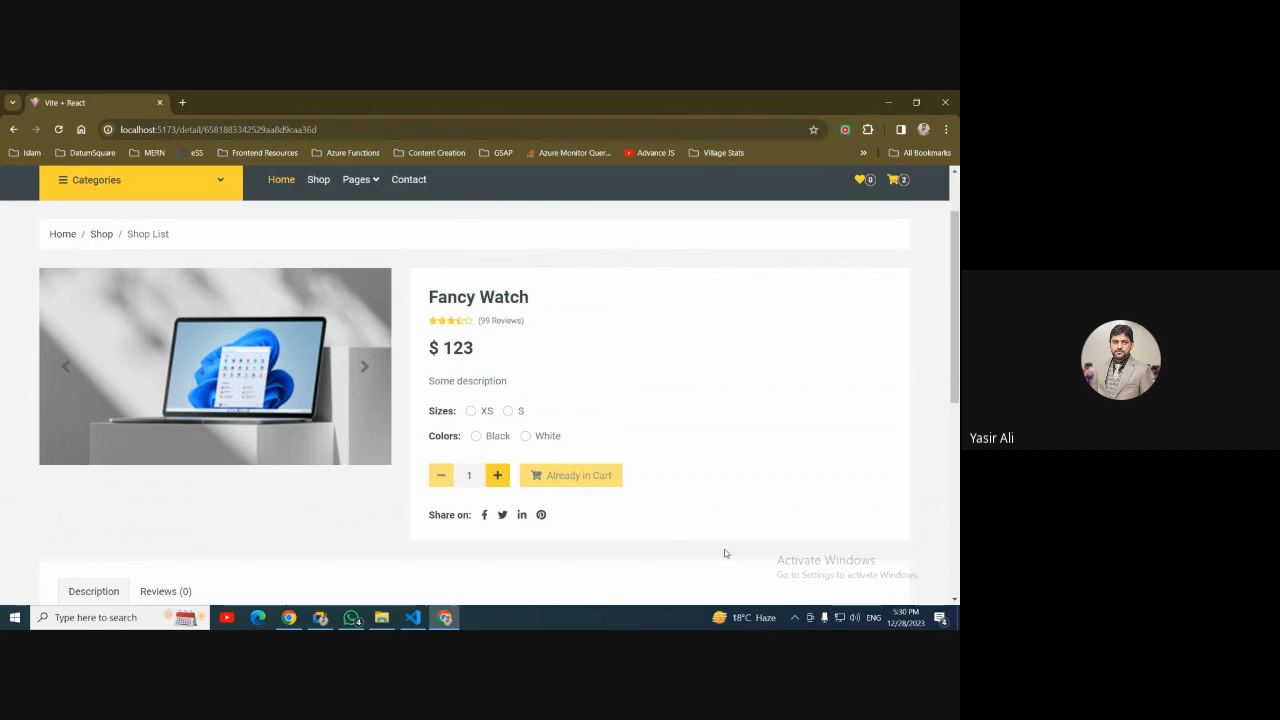 Vite + React
localhost:5173/detail/6581883342529aa8d9caa36d
Islam DatumSquare MERN eSS Frontend Resources Azure Functions Content Creation GSAP Azure Monitor Quer... Advance JS Village Stats » All Bookmarks
Categories Home Shop Pages Contact 0 2
Home / Shop / Shop List
Fancy Watch
(99 Reviews)
$ 123
Some description
Sizes: XS S
Colors: Black White
− 1 + Already in Cart
Share on:
Yasir Ali
Activate Windows
Go to Settings to activate Windows.
Description Reviews (0)
Type here to search 4 18°C Haze ENG 5:30 PM
12/28/2023 4